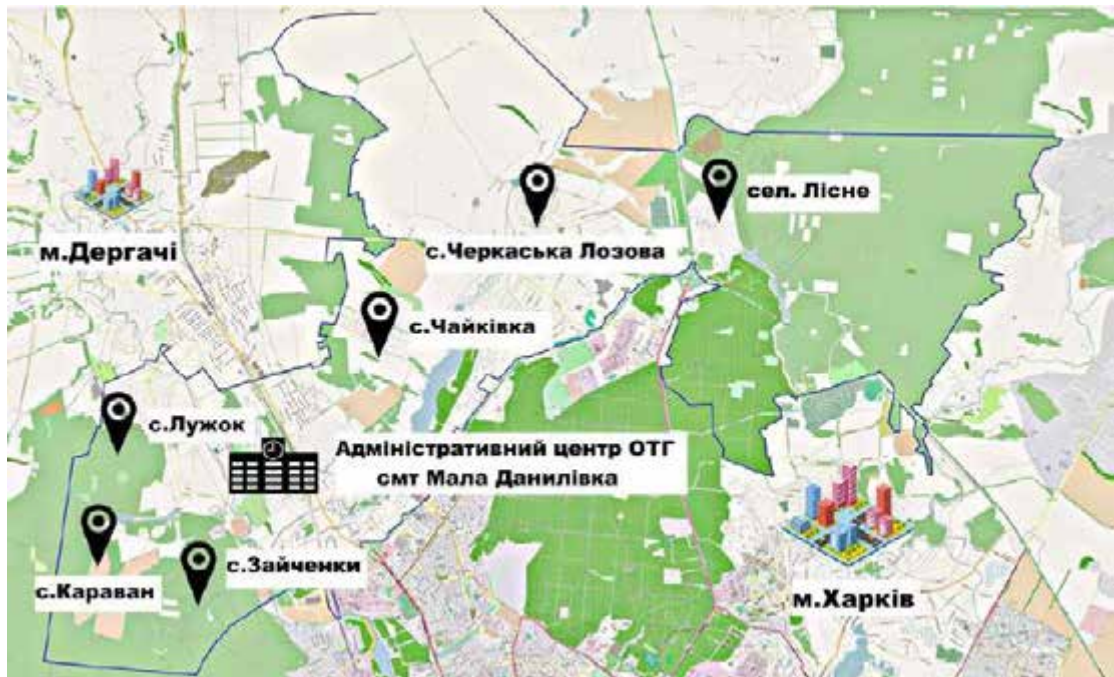 сел. Лісне
м.Дергачі
с.Черкаська Лозова
с.Чайківка
с.Лужок
Адміністративний центр ОТГ
смт Мала Данилівка
с.Зайченки
с.Караван
м.Харків